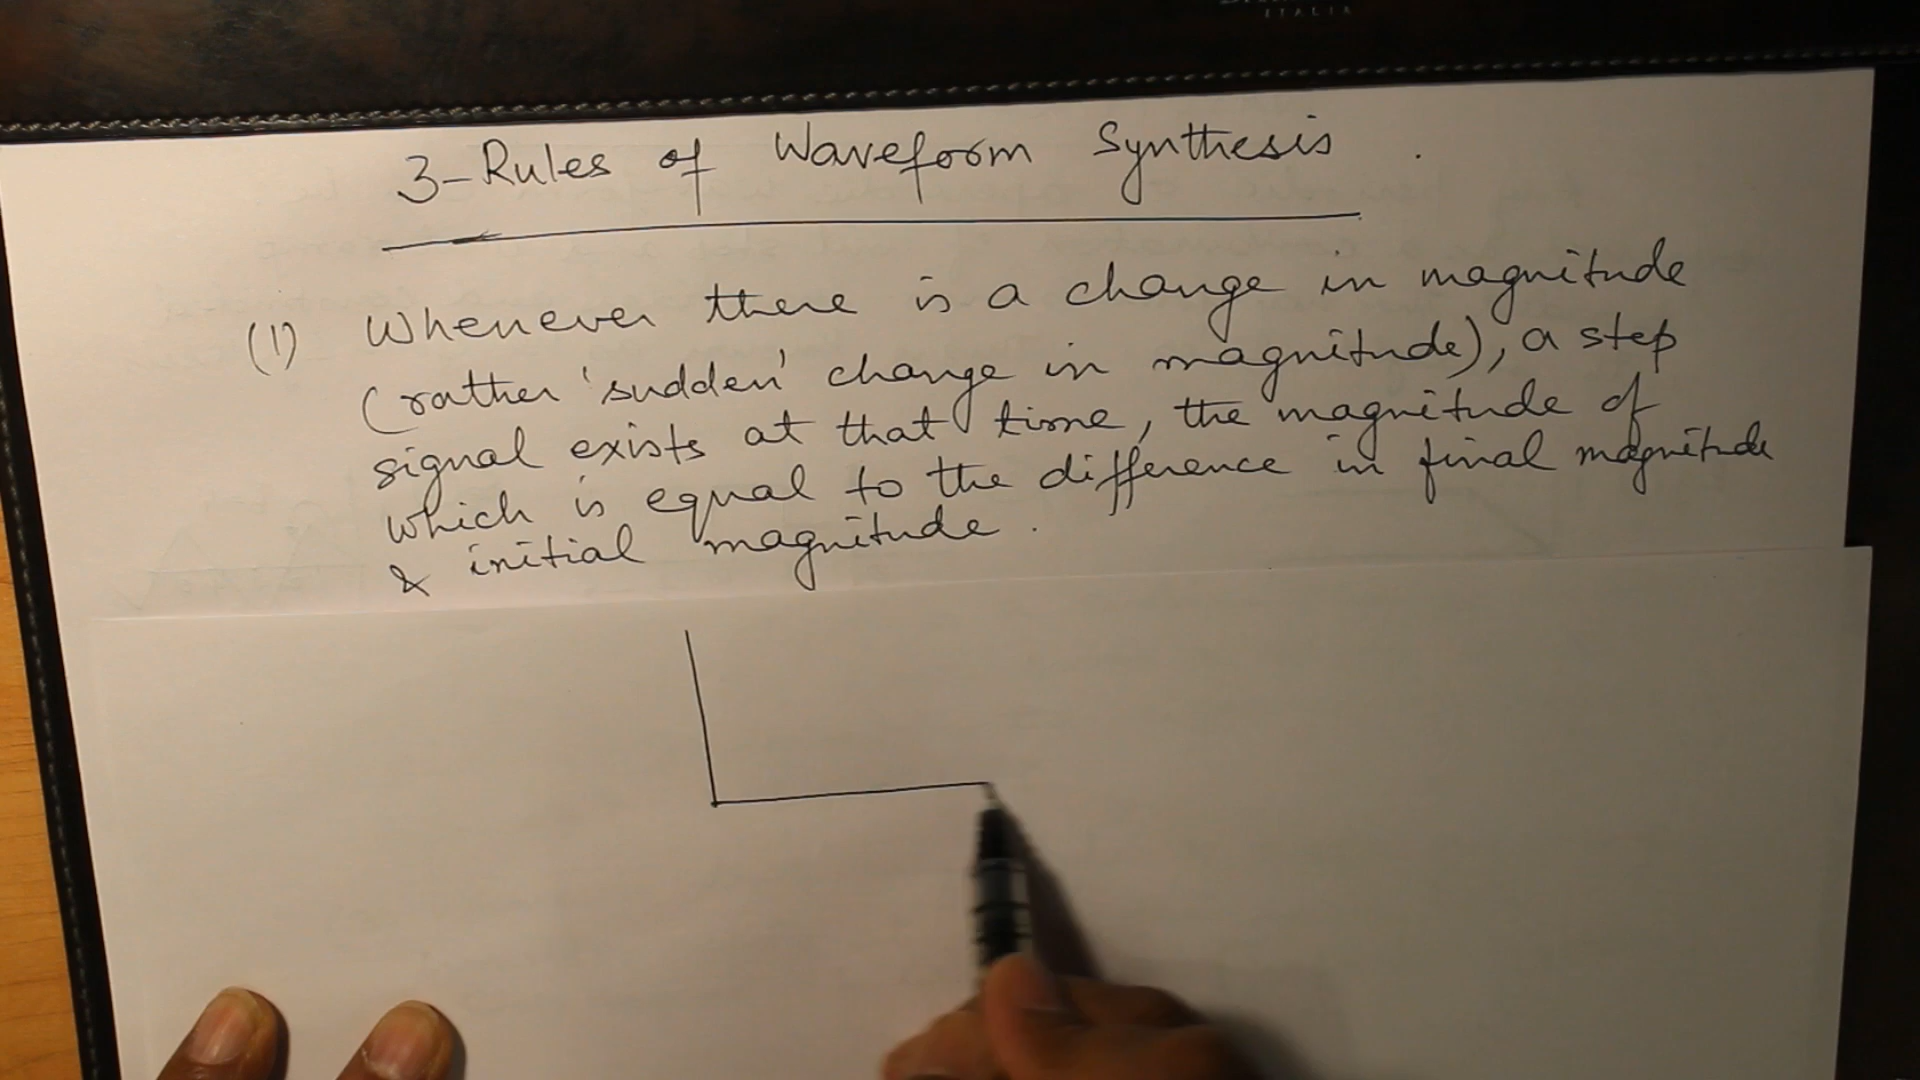 ITALIA
3-Rules of Waveform Synthesis.
(1) Whenever there is a change in magnitude
(rather 'sudden' change in magnitude), a step
signal exists at that time, the magnitude of
which is equal to the difference in final magnitude
& initial magnitude.